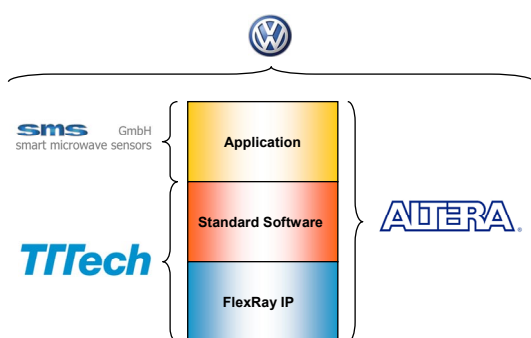 sms GmbH
smart microwave sensors
Application
Standard Software
ALTERA.
TTTech
FlexRay IP